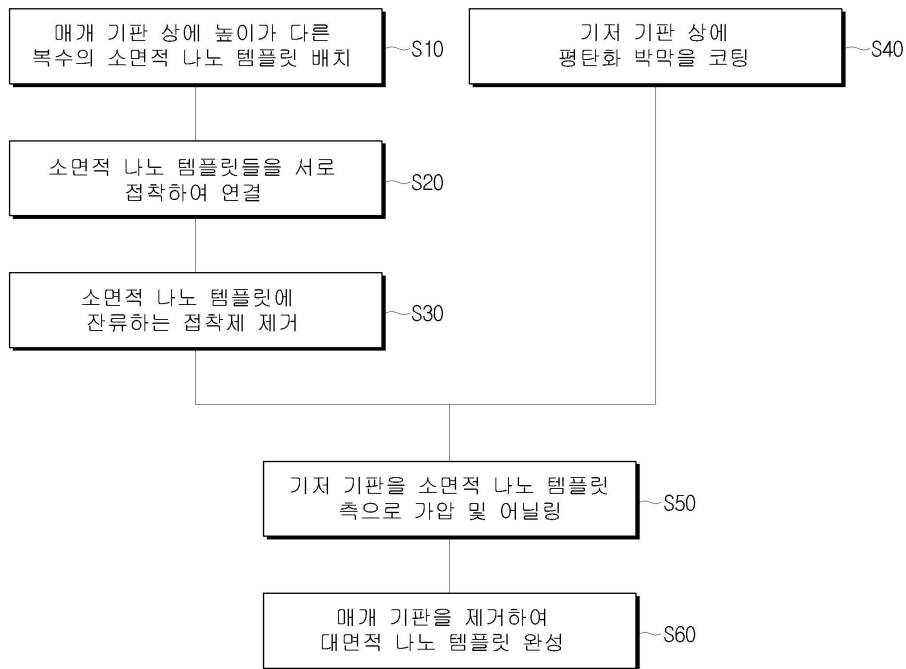 매개 기판 상에 높이가 다른
복수의 소면적 나노 템플릿 배치
S10
기저 기판 상에
평탄화 박막을 코팅
S40
소면적 나노 템플릿들을 서로
접착하여 연결
S20
소면적 나노 템플릿에
잔류하는 접착제 제거
S30
기저 기판을 소면적 나노 템플릿
측으로 가압 및 어닐링
S50
매개 기판을 제거하여
대면적 나노 템플릿 완성
S60